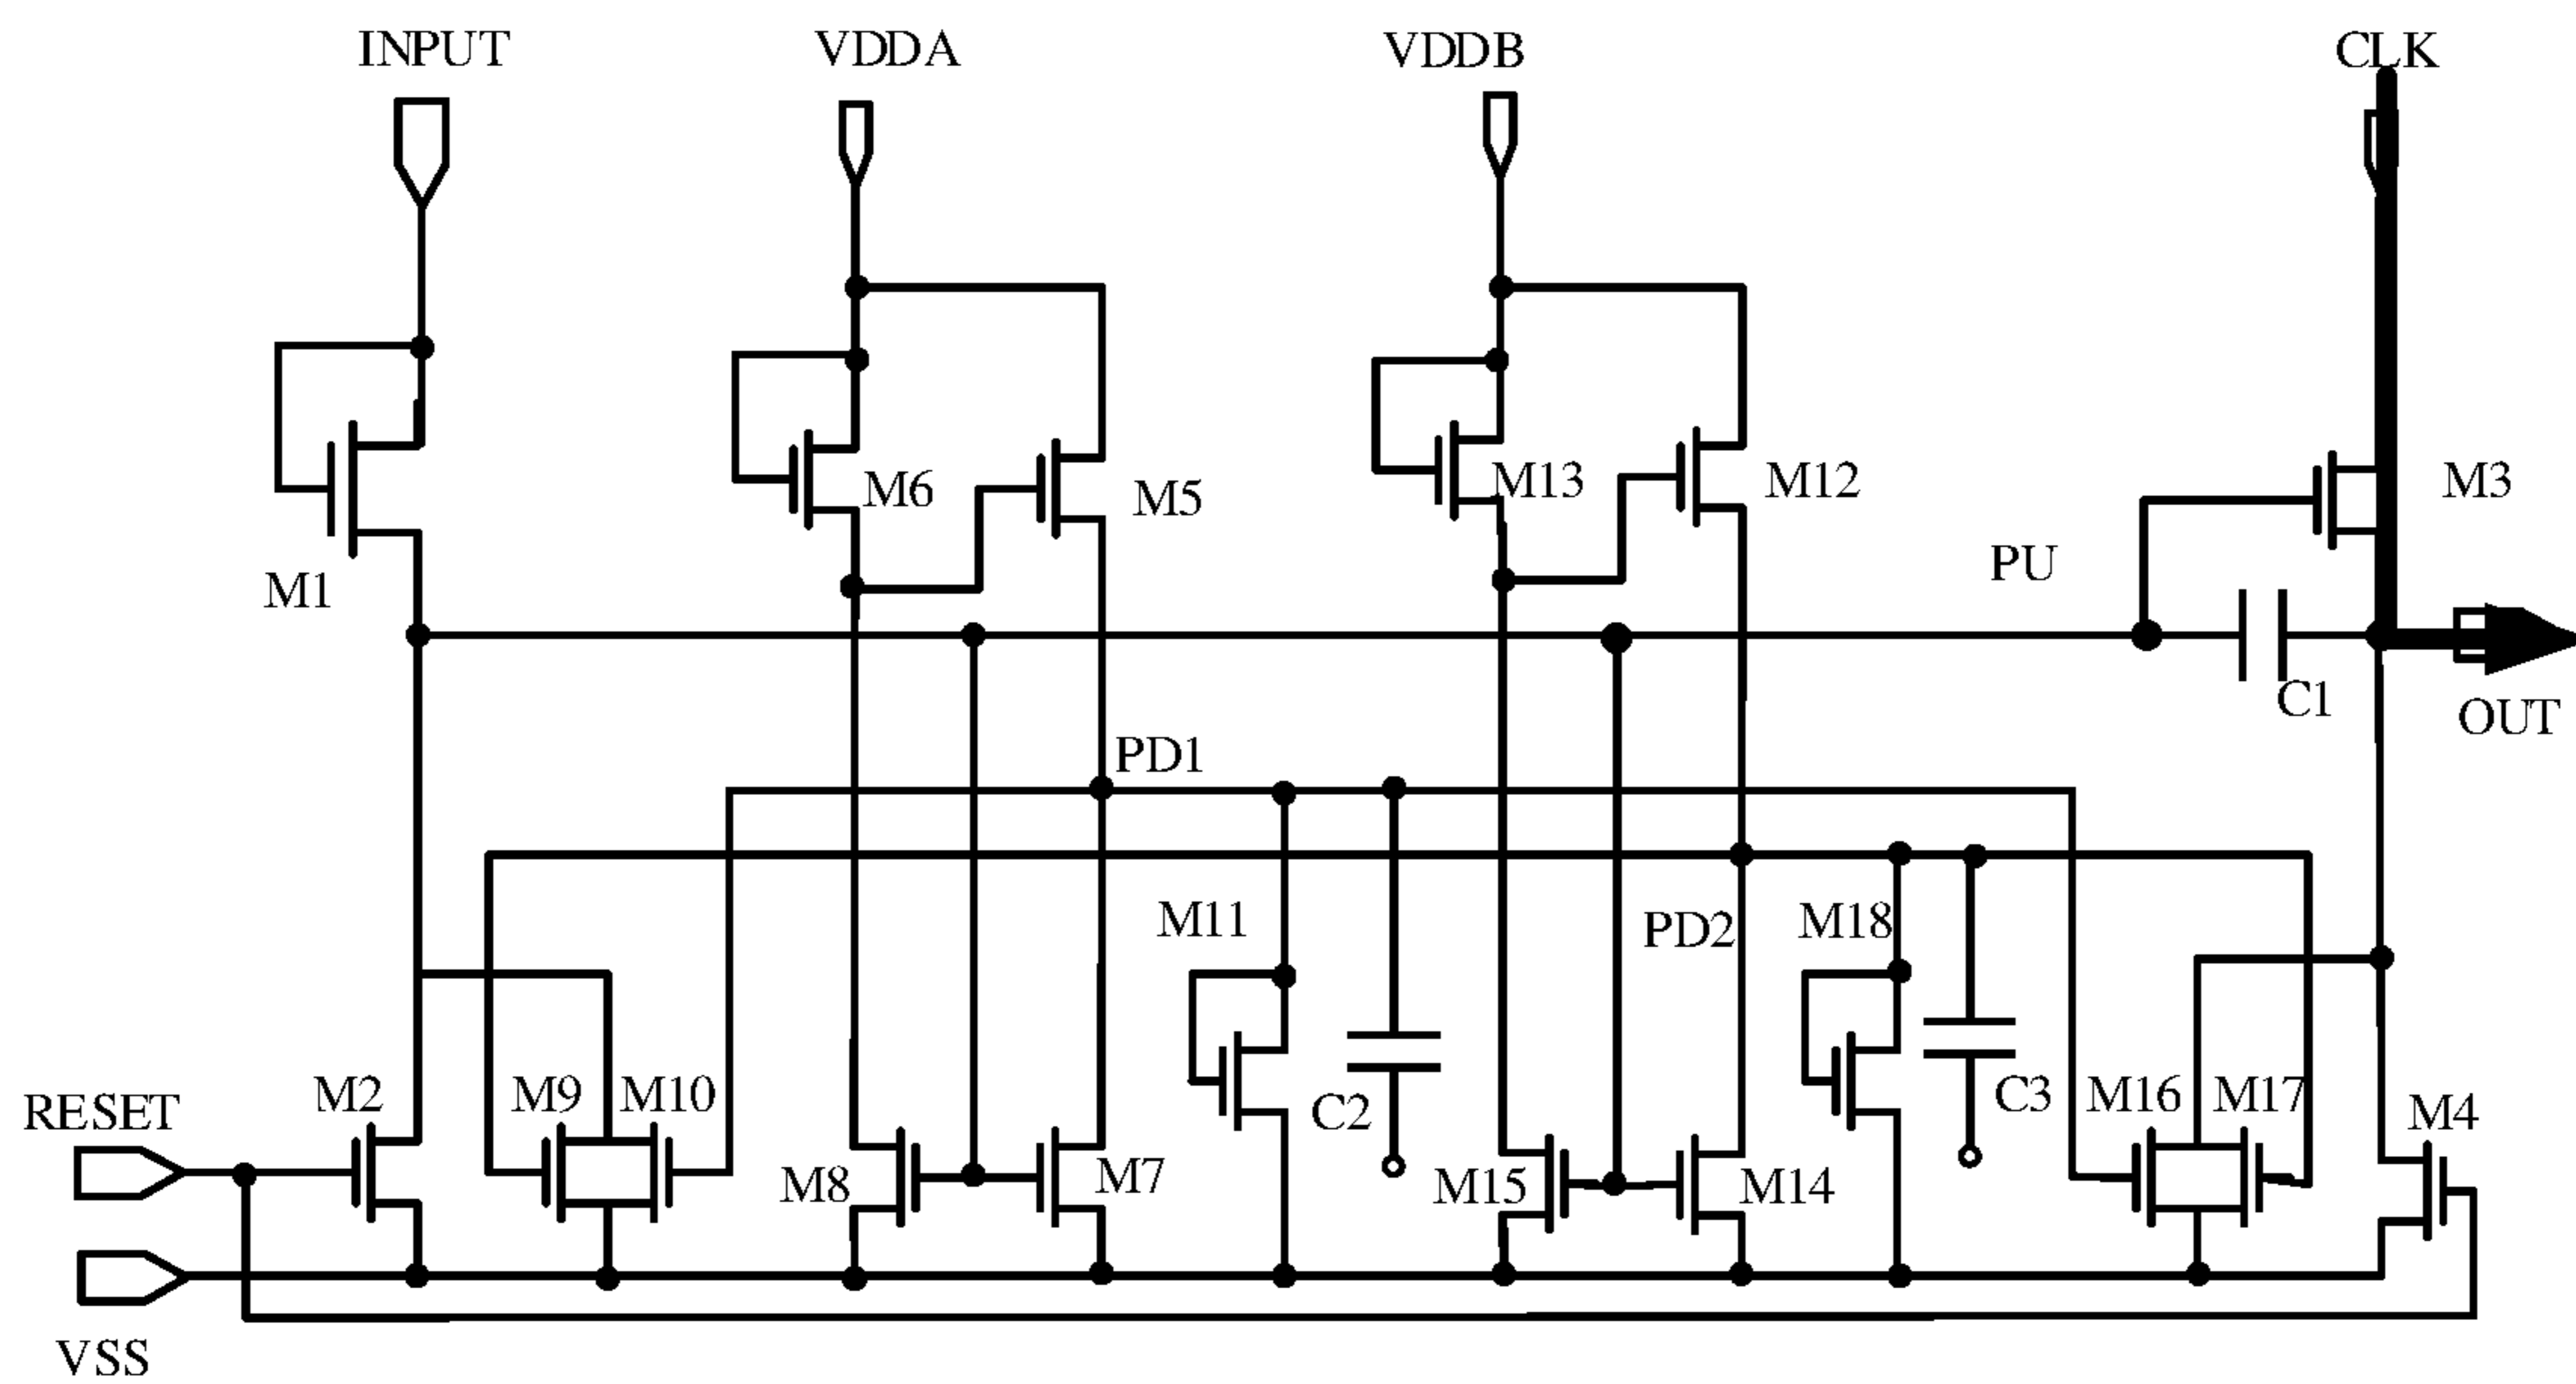 INPUT
VDDA
VDDB
CLK
M6
M5
M13
M12
M3
M1
PU
C1
OUT
PD1
M11
PD2
M18
RESET
M2
M9
M10
M8
M7
C2
M15
M14
C3
M16
M17
M4
VSS